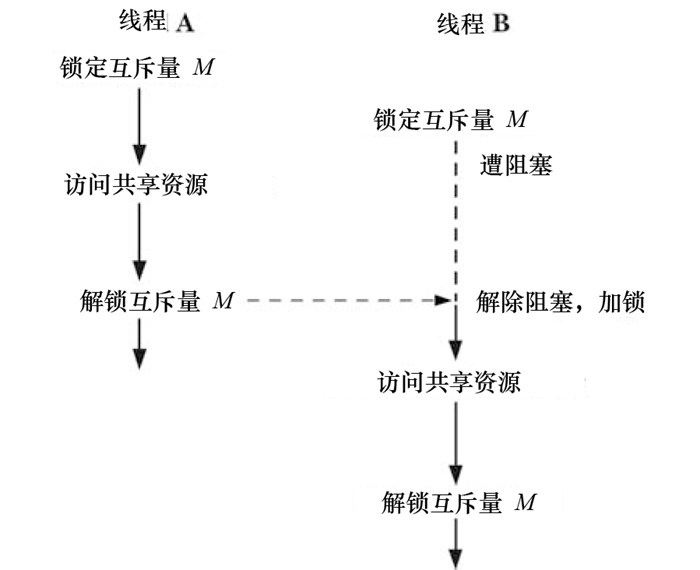 线程 A
线程 B
锁定互斥量 M
锁定互斥量 M
遭阻塞
访问共享资源
解锁互斥量 M
解除阻塞，加锁
访问共享资源
解锁互斥量 M